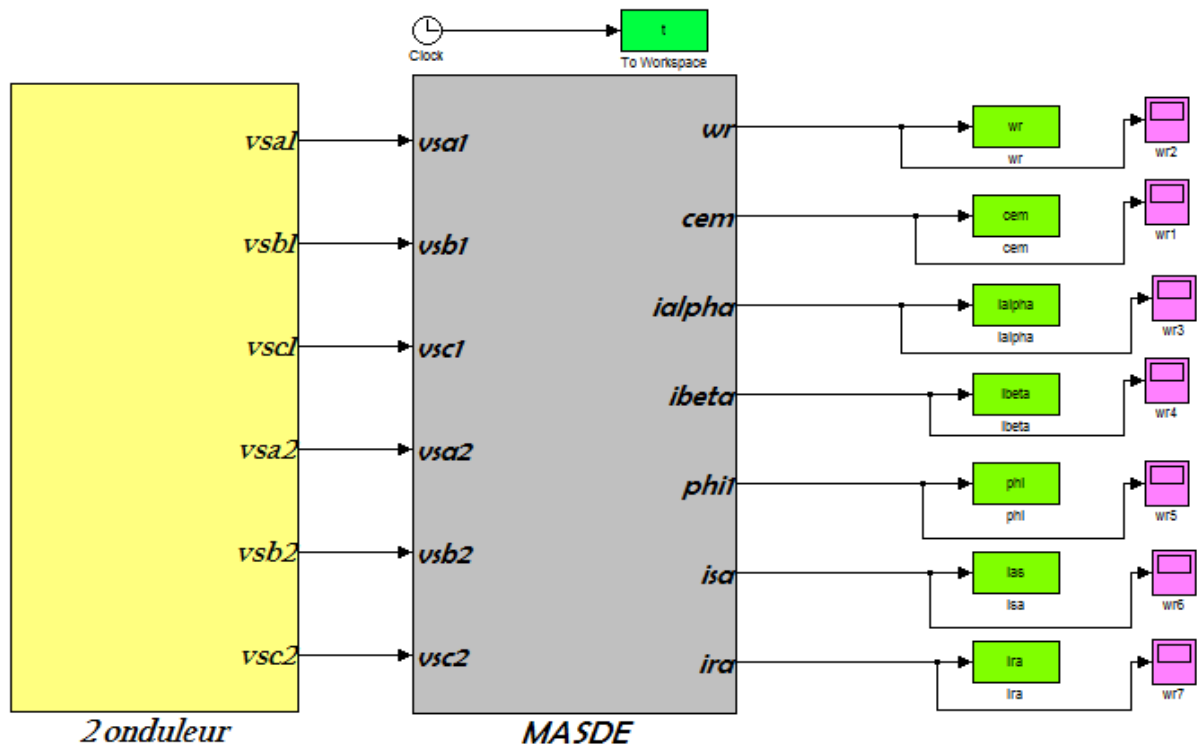 t
Clock
To Workspace
vsa1
vsb1
vsc1
vsa2
vsb2
vsc2
2 onduleur
vsa1
vsb1
vsc1
vsa2
vsb2
vsc2
MASDE
wr
cem
ialpha
ibeta
phi1
isa
ira
wr
wr
wr2
cem
cem
wr1
Ialpha
Ialpha
wr3
Ibeta
Ibeta
wr4
phi
phi
wr5
Ias
Isa
wr6
Ira
Ira
wr7